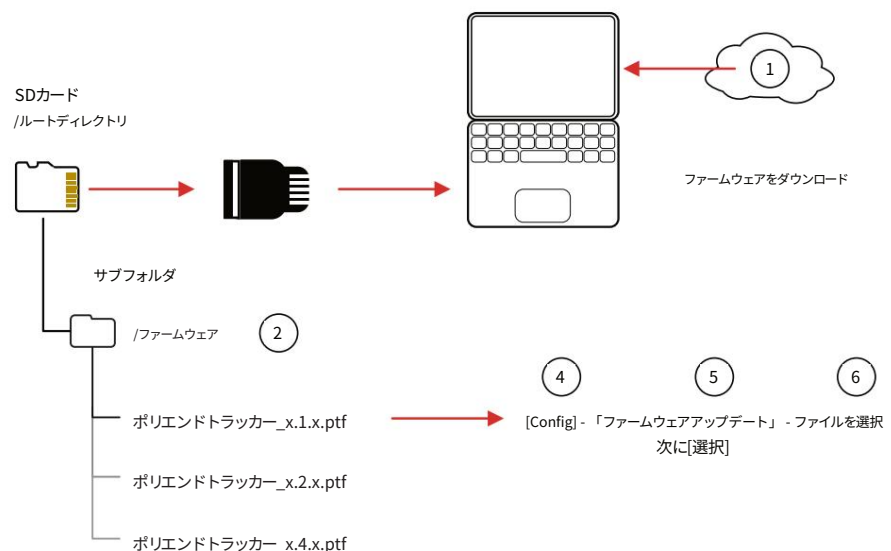 1
SDカード
/ルートディレクトリ
ファームウェアをダウンロード
サブフォルダ
/ファームウェア
2
4
5
6
ポリエンドトラッカー_x.1.x.ptf
[Config] - 「ファームウェアアップデート」 - ファイルを選択
次に[選択]
ポリエンドトラッカー_x.2.x.ptf
ポリエンドトラッカー_x.4.x.ptf